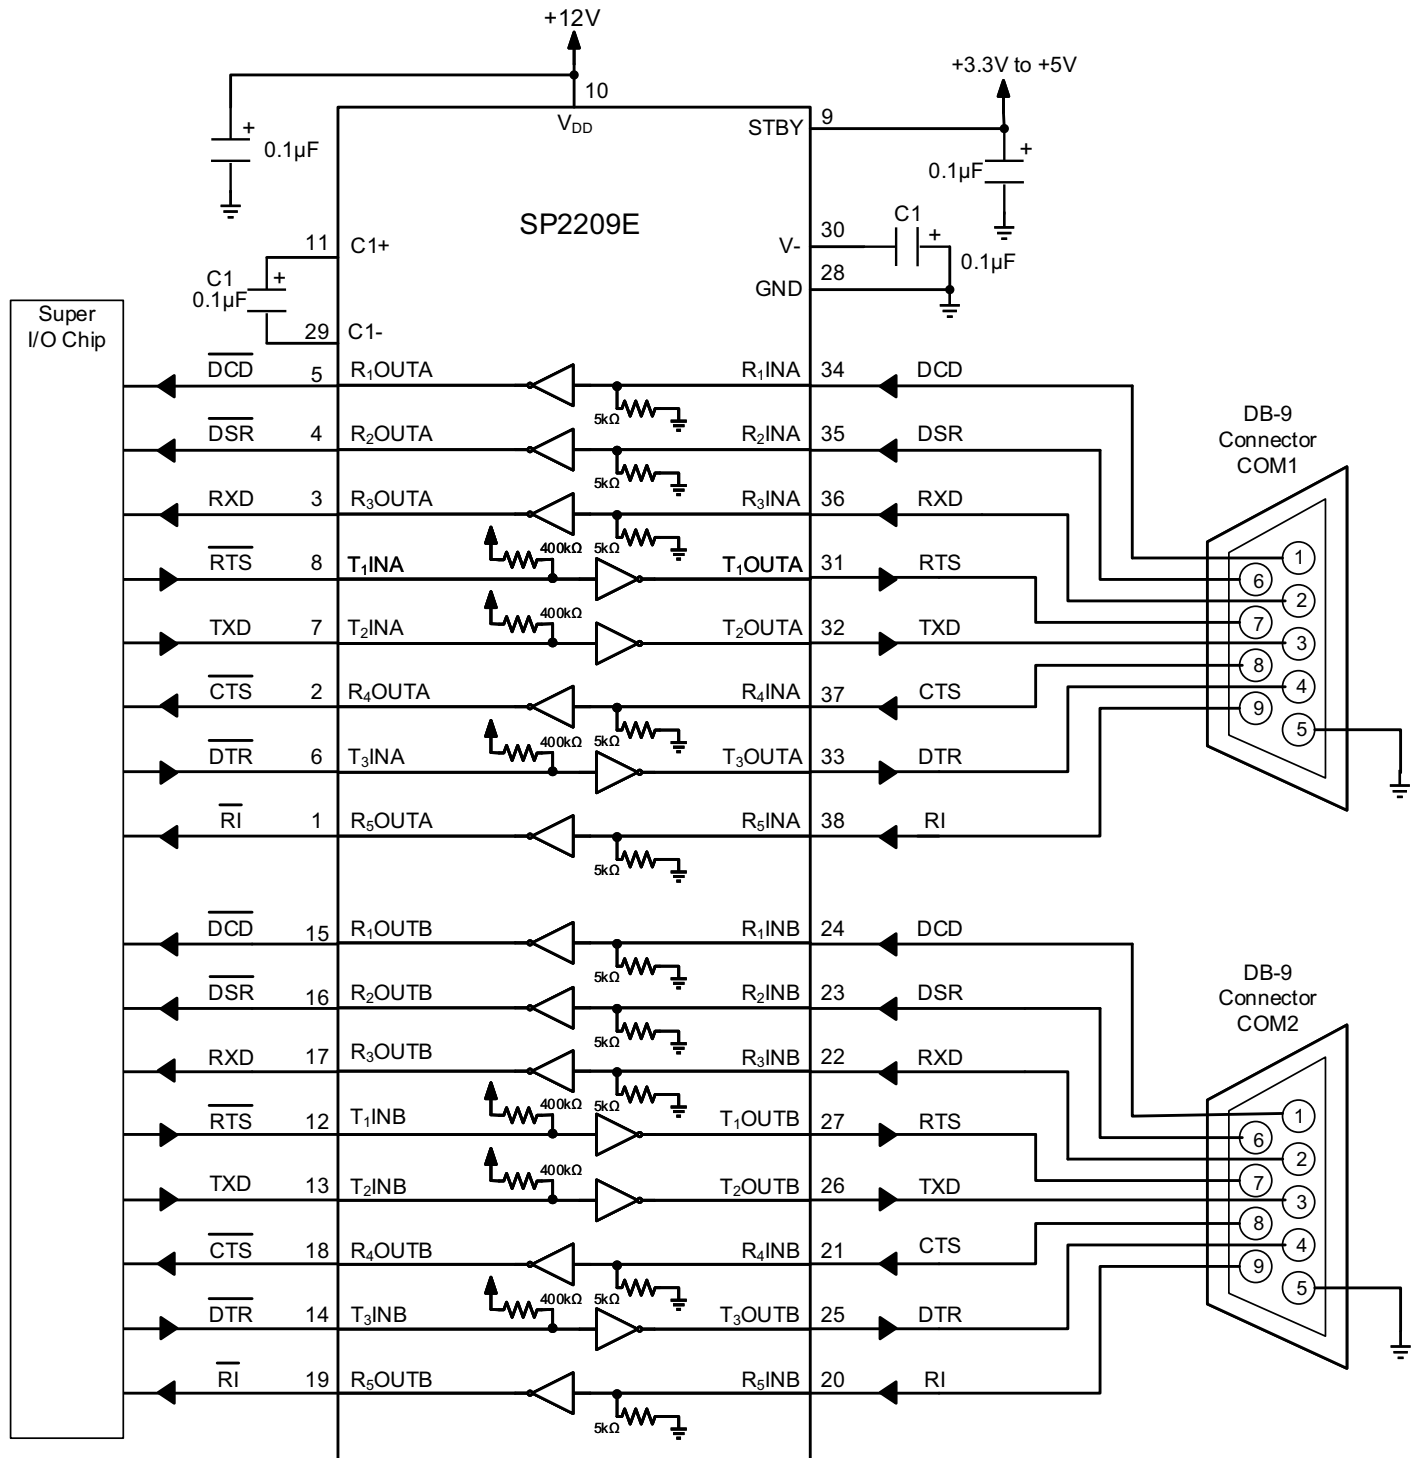 +12V
+3.3V to +5V
10
9
V_DD
STBY
+
0.1µF
+
0.1µF
SP2209E
C1
30
V-
+
0.1µF
11
C1+
28
GND
C1
+
0.1µF
29
C1-
Super
I/O Chip
DCD 5 R₁OUTA R₁INA 34 DCD
5kΩ
DB-9
Connector
COM1
DSR 4 R₂OUTA R₂INA 35 DSR
5kΩ
RXD 3 R₃OUTA R₃INA 36 RXD
400kΩ 5kΩ
RTS 8 T₁INA T₁OUTA 31 RTS
400kΩ
TXD 7 T₂INA T₂OUTA 32 TXD
1
6
2
7
3
8
4
9
5
CTS 2 R₄OUTA R₄INA 37 CTS
400kΩ 5kΩ
DTR 6 T₃INA T₃OUTA 33 DTR
RI 1 R₅OUTA R₅INA 38 RI
5kΩ
DCD 15 R₁OUTB R₁INB 24 DCD
5kΩ
DB-9
Connector
COM2
DSR 16 R₂OUTB R₂INB 23 DSR
5kΩ
RXD 17 R₃OUTB R₃INB 22 RXD
400kΩ 5kΩ
RTS 12 T₁INB T₁OUTB 27 RTS
400kΩ
TXD 13 T₂INB T₂OUTB 26 TXD
1
6
2
7
3
8
4
9
5
CTS 18 R₄OUTB R₄INB 21 CTS
400kΩ 5kΩ
DTR 14 T₃INB T₃OUTB 25 DTR
RI 19 R₅OUTB R₅INB 20 RI
5kΩ